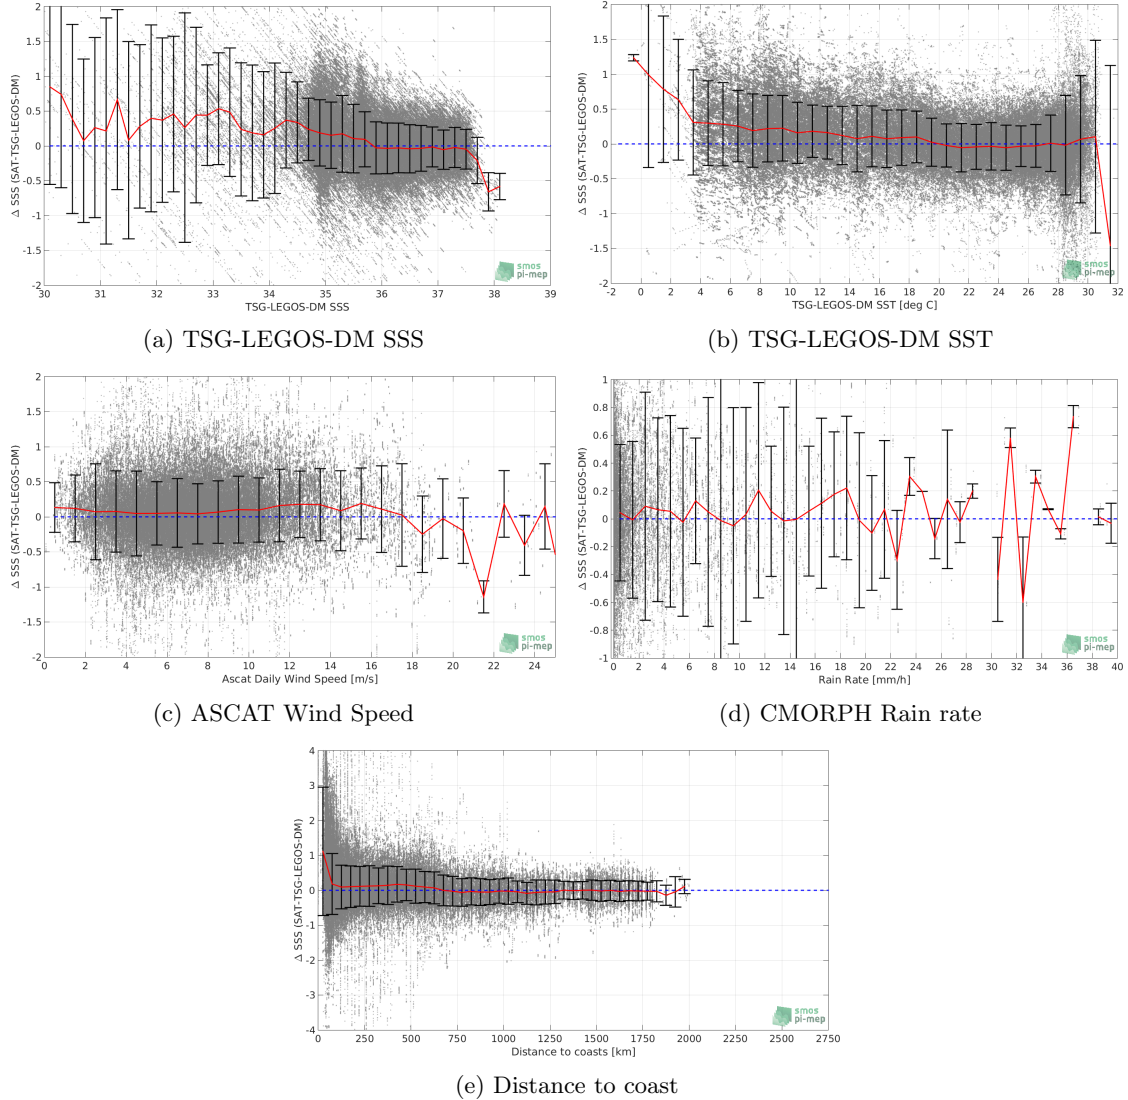 2
1.5
1
0.5
0
-0.5
-1
-1.5
-2
Δ SSS (SAT-TSG-LEGOS-DM)
30 31 32 33 34 35 36 37 38 39
TSG-LEGOS-DM SSS
smos
pi-mep
(a) TSG-LEGOS-DM SSS
2
1.5
1
0.5
0
-0.5
-1
-1.5
-2
Δ SSS (SAT-TSG-LEGOS-DM)
-2 0 2 4 6 8 10 12 14 16 18 20 22 24 26 28 30 32
TSG-LEGOS-DM SST [deg C]
smos
pi-mep
(b) TSG-LEGOS-DM SST
2
1.5
1
0.5
0
-0.5
-1
-1.5
-2
Δ SSS (SAT-TSG-LEGOS-DM)
0 2 4 6 8 10 12 14 16 18 20 22 24
Ascat Daily Wind Speed [m/s]
smos
pi-mep
(c) ASCAT Wind Speed
1
0.8
0.6
0.4
0.2
0
-0.2
-0.4
-0.6
-0.8
-1
Δ SSS (SAT-TSG-LEGOS-DM)
0 2 4 6 8 10 12 14 16 18 20 22 24 26 28 30 32 34 36 38 40
Rain Rate [mm/h]
smos
pi-mep
(d) CMORPH Rain rate
4
3
2
1
0
-1
-2
-3
-4
Δ SSS (SAT-TSG-LEGOS-DM)
0 250 500 750 1000 1250 1500 1750 2000 2250 2500 2750
Distance to coasts [km]
smos
pi-mep
(e) Distance to coast